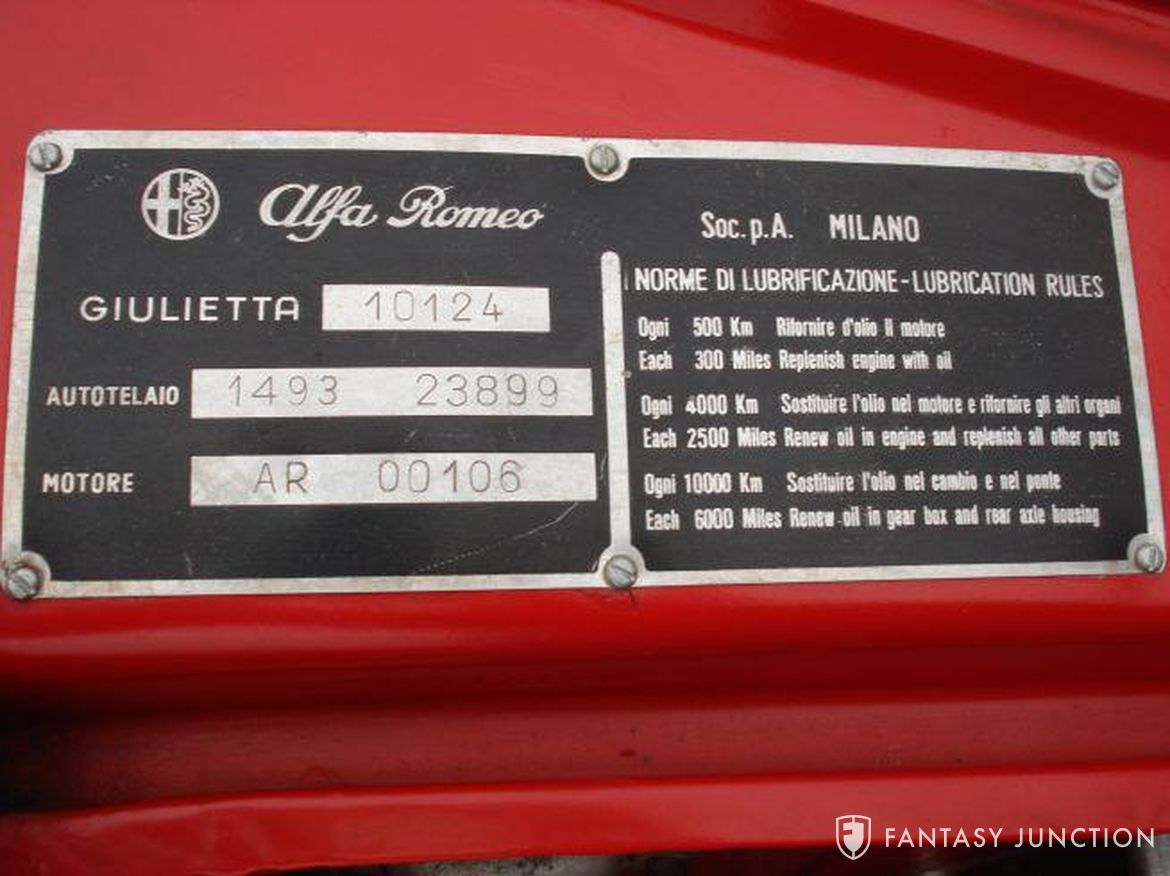 Alfa Romeo
GIULIETTA 10124
AUTOTELAIO 1493 23899
MOTORE AR 00106
Soc.p.A. MILANO
NORME DI LUBRIFICAZIONE-LUBRICATION RULES
Ogni 500 Km Rifornire d'olio il motore
Each 300 Miles Replenish engine with oil
Ogni 4000 Km Sostituire l'olio nel motore e rifornire gli altri organi
Each 2500 Miles Renew oil in engine and replenish all other parts
Ogni 10000 Km Sostituire l'olio nel cambio e nel ponte
Each 6000 Miles Renew oil in gear box and rear axle housing
FANTASY JUNCTION